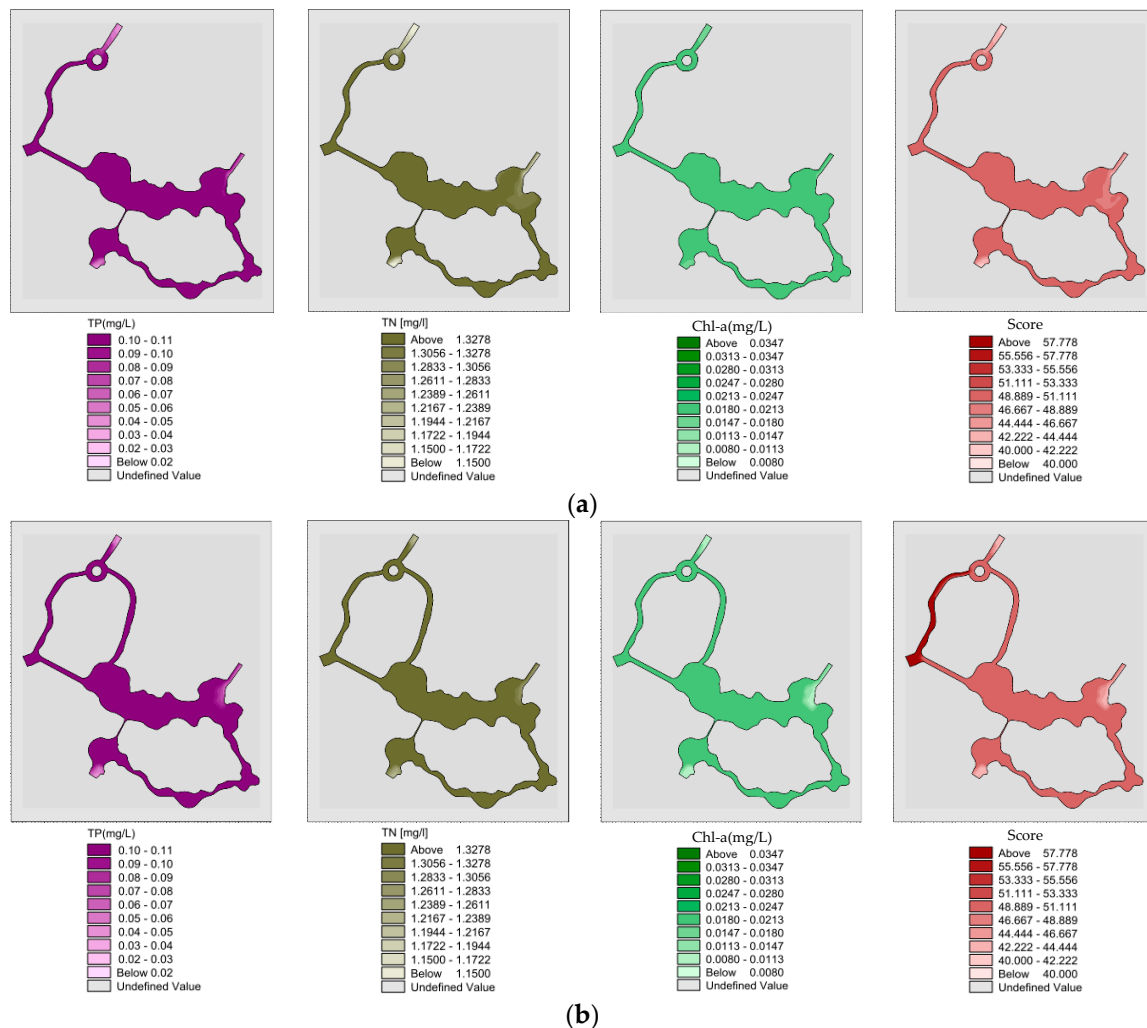 TP(mg/L)
0.10 - 0.11
0.09 - 0.10
0.08 - 0.09
0.07 - 0.08
0.06 - 0.07
0.05 - 0.06
0.04 - 0.05
0.03 - 0.04
0.02 - 0.03
Below 0.02
Undefined Value
TN [mg/l]
Above 1.3278
1.3056 - 1.3278
1.2833 - 1.3056
1.2611 - 1.2833
1.2389 - 1.2611
1.2167 - 1.2389
1.1944 - 1.2167
1.1722 - 1.1944
1.1500 - 1.1722
Below 1.1500
Undefined Value
Chl-a(mg/L)
Above 0.0347
0.0313 - 0.0347
0.0280 - 0.0313
0.0247 - 0.0280
0.0213 - 0.0247
0.0180 - 0.0213
0.0147 - 0.0180
0.0113 - 0.0147
0.0080 - 0.0113
Below 0.0080
Undefined Value
Score
Above 57.778
55.556 - 57.778
53.333 - 55.556
51.111 - 53.333
48.889 - 51.111
46.667 - 48.889
44.444 - 46.667
42.222 - 44.444
40.000 - 42.222
Below 40.000
Undefined Value
(a)
TP(mg/L)
0.10 - 0.11
0.09 - 0.10
0.08 - 0.09
0.07 - 0.08
0.06 - 0.07
0.05 - 0.06
0.04 - 0.05
0.03 - 0.04
0.02 - 0.03
Below 0.02
Undefined Value
TN [mg/l]
Above 1.3278
1.3056 - 1.3278
1.2833 - 1.3056
1.2611 - 1.2833
1.2389 - 1.2611
1.2167 - 1.2389
1.1944 - 1.2167
1.1722 - 1.1944
1.1500 - 1.1722
Below 1.1500
Undefined Value
Chl-a(mg/L)
Above 0.0347
0.0313 - 0.0347
0.0280 - 0.0313
0.0247 - 0.0280
0.0213 - 0.0247
0.0180 - 0.0213
0.0147 - 0.0180
0.0113 - 0.0147
0.0080 - 0.0113
Below 0.0080
Undefined Value
Score
Above 57.778
55.556 - 57.778
53.333 - 55.556
51.111 - 53.333
48.889 - 51.111
46.667 - 48.889
44.444 - 46.667
42.222 - 44.444
40.000 - 42.222
Below 40.000
Undefined Value
(b)